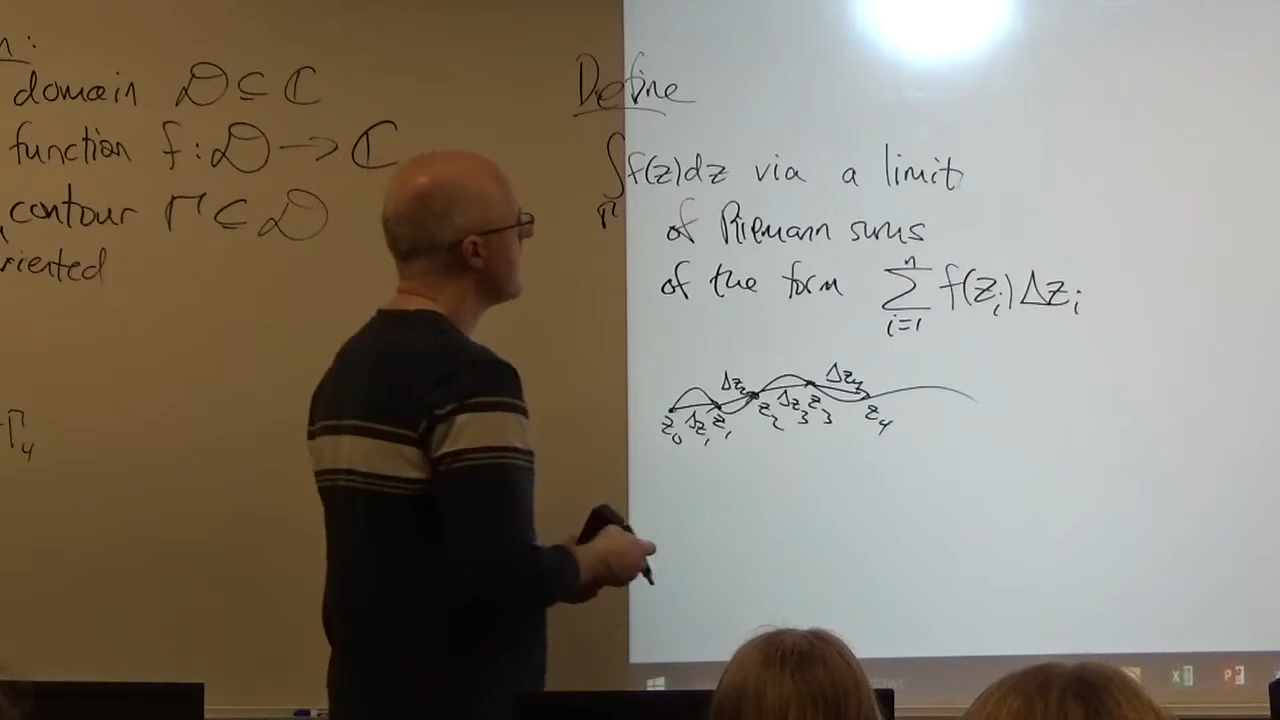 n:
domain 𝒟 ⊆ ℂ
function f : 𝒟 → ℂ
contour Γ ⊆ 𝒟
riented
Γ₄
Define
∫_Γ f(z)dz via a limit
of Riemann sums
of the form ∑_{i=1}^{n} f(z_i) Δz_i
Δz₂ Δz₄
z₀ Δz₁ z₁ z₂ Δz₃ z₃ z₄